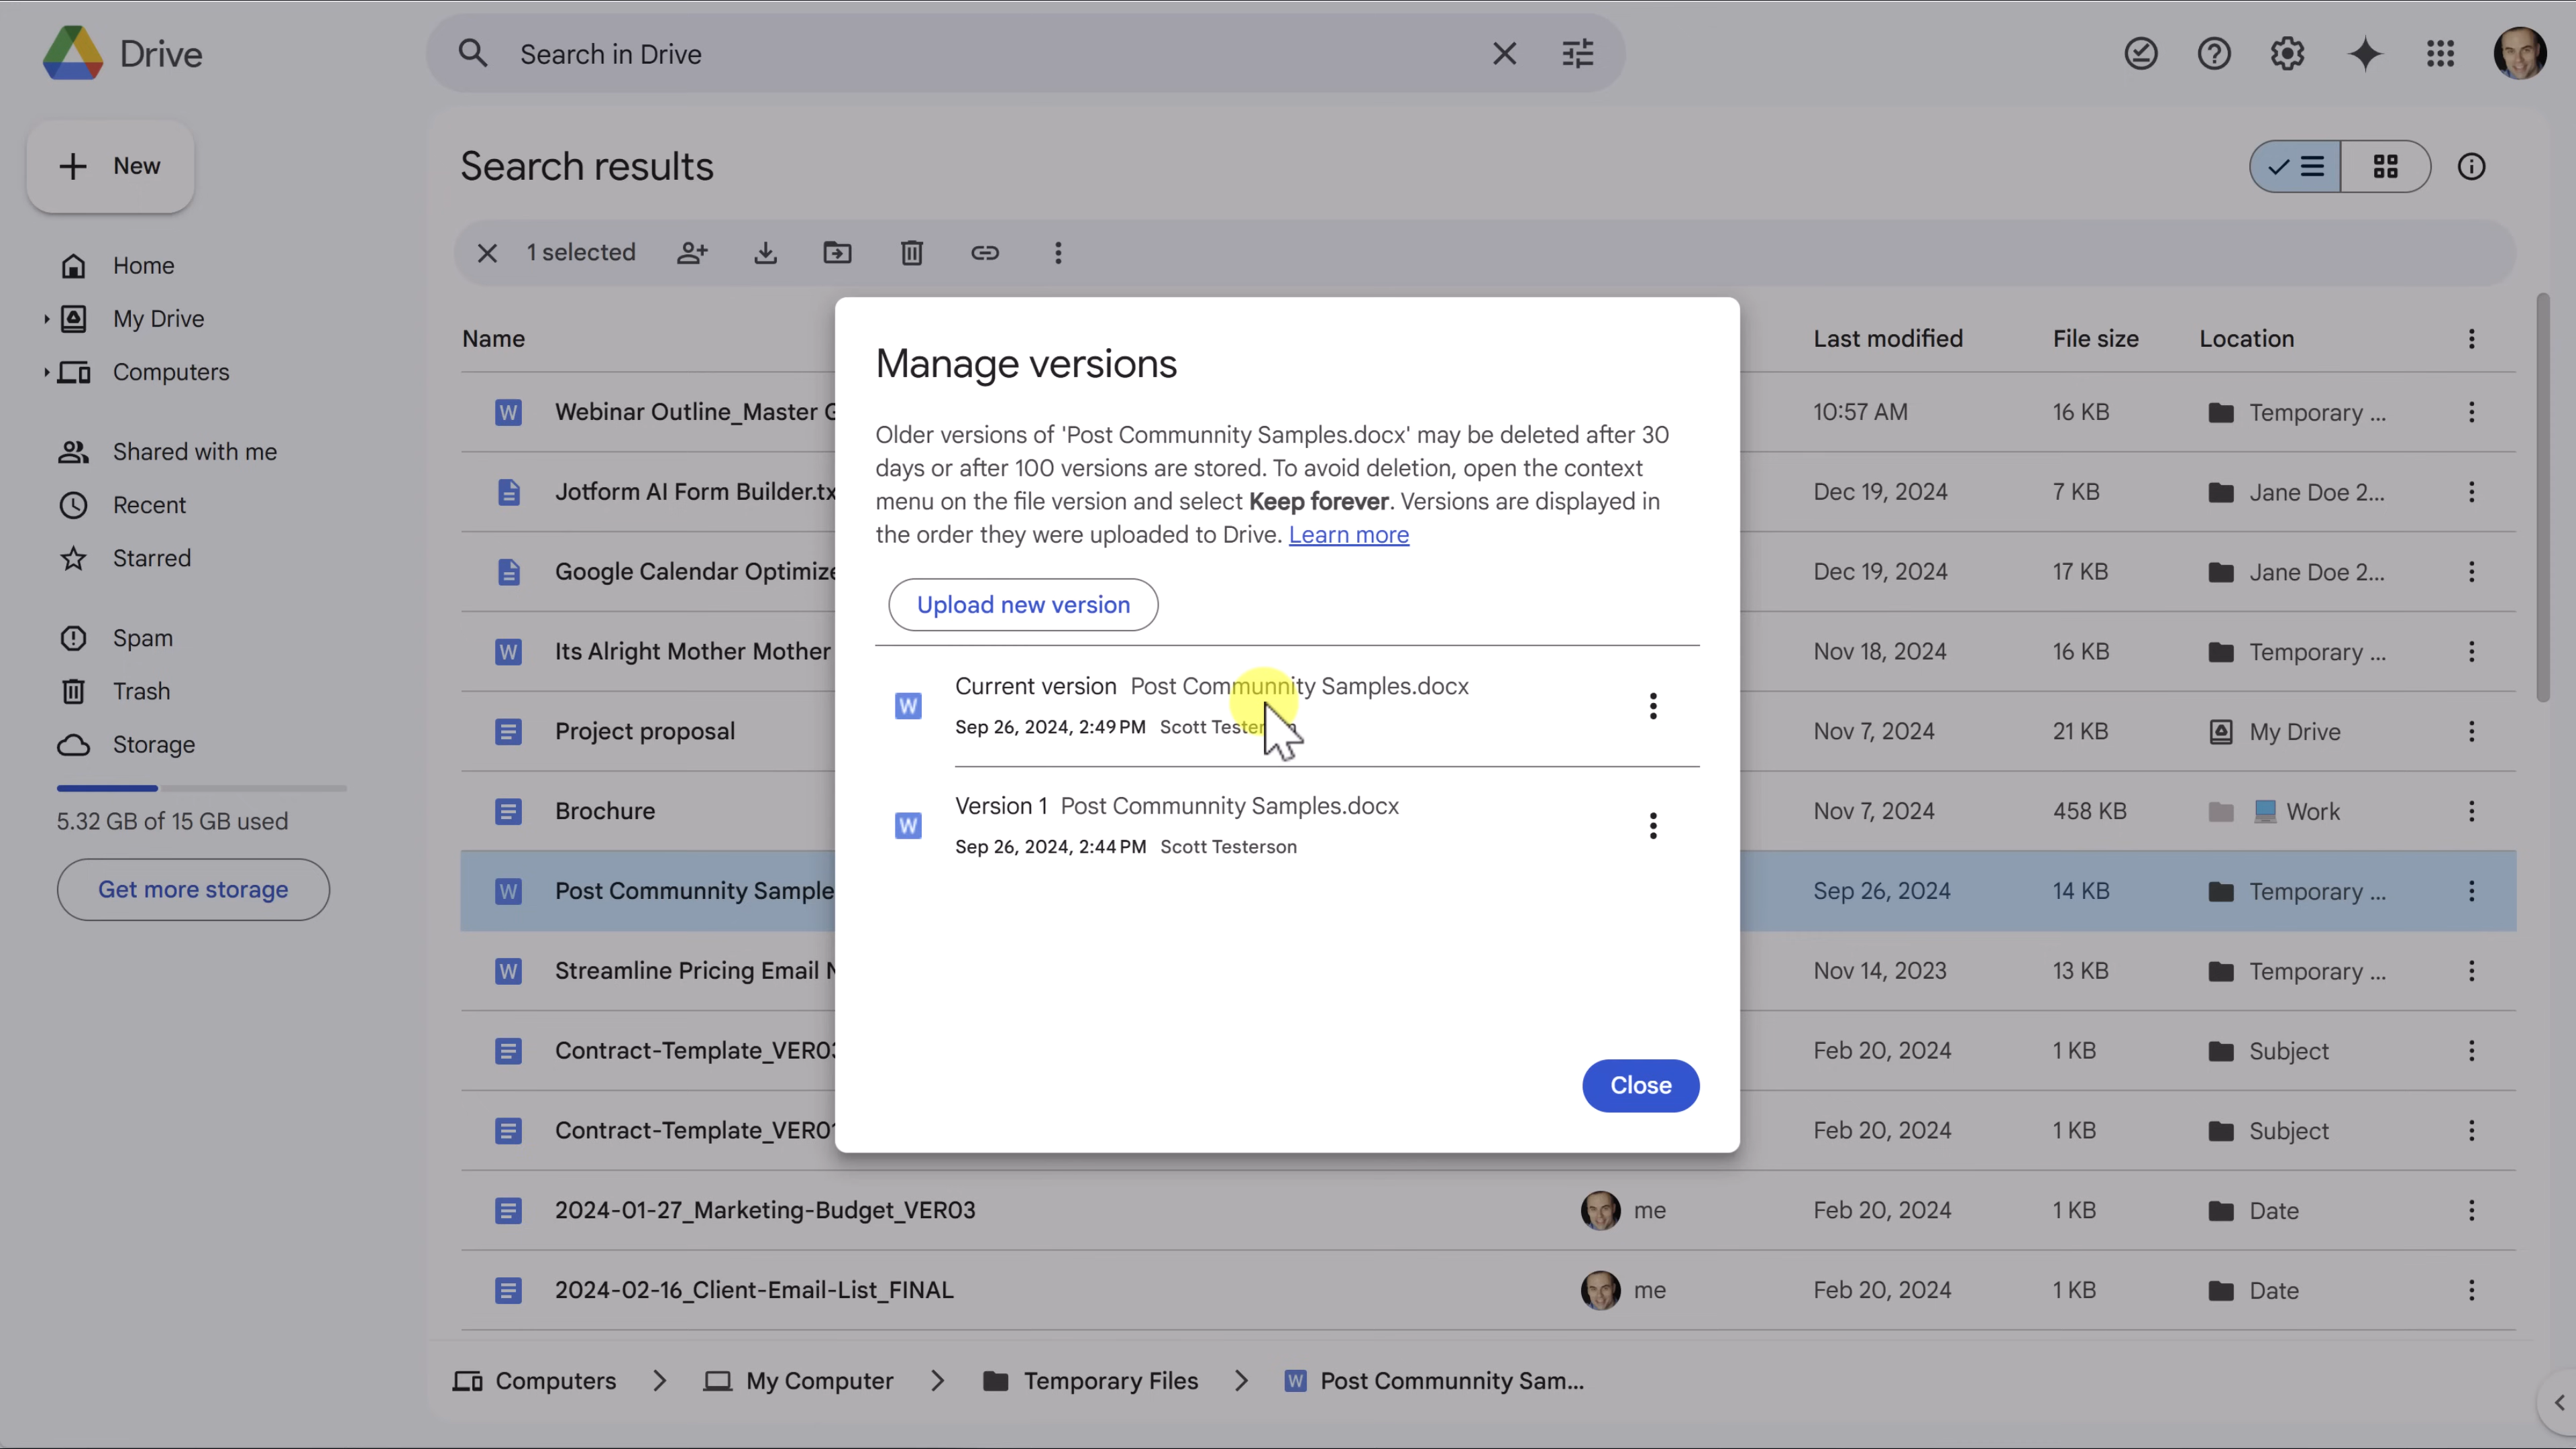 Drive
Search in Drive
New
Search results
1 selected
Home
My Drive
Computers
Shared with me
Recent
Starred
Spam
Trash
Storage
5.32 GB of 15 GB used
Get more storage
Name
Last modified
File size
Location
Webinar Outline_Master G
10:57 AM
16 KB
Temporary ...
Jotform AI Form Builder.tx
Dec 19, 2024
7 KB
Jane Doe 2...
Google Calendar Optimize
Dec 19, 2024
17 KB
Jane Doe 2...
Its Alright Mother Mother
Nov 18, 2024
16 KB
Temporary ...
Project proposal
Nov 7, 2024
21 KB
My Drive
Brochure
Nov 7, 2024
458 KB
Work
Post Communnity Sample
Sep 26, 2024
14 KB
Temporary ...
Streamline Pricing Email N
Nov 14, 2023
13 KB
Temporary ...
Contract-Template_VER03
Feb 20, 2024
1 KB
Subject
Contract-Template_VER01
Feb 20, 2024
1 KB
Subject
2024-01-27_Marketing-Budget_VER03
me
Feb 20, 2024
1 KB
Date
2024-02-16_Client-Email-List_FINAL
me
Feb 20, 2024
1 KB
Date
Manage versions
Older versions of 'Post Communnity Samples.docx' may be deleted after 30
days or after 100 versions are stored. To avoid deletion, open the context
menu on the file version and select Keep forever. Versions are displayed in
the order they were uploaded to Drive. Learn more
Upload new version
W
Current version Post Communnity Samples.docx
Sep 26, 2024, 2:49 PM Scott Testerson
W
Version 1 Post Communnity Samples.docx
Sep 26, 2024, 2:44 PM Scott Testerson
Close
Computers
My Computer
Temporary Files
W
Post Communnity Sam...